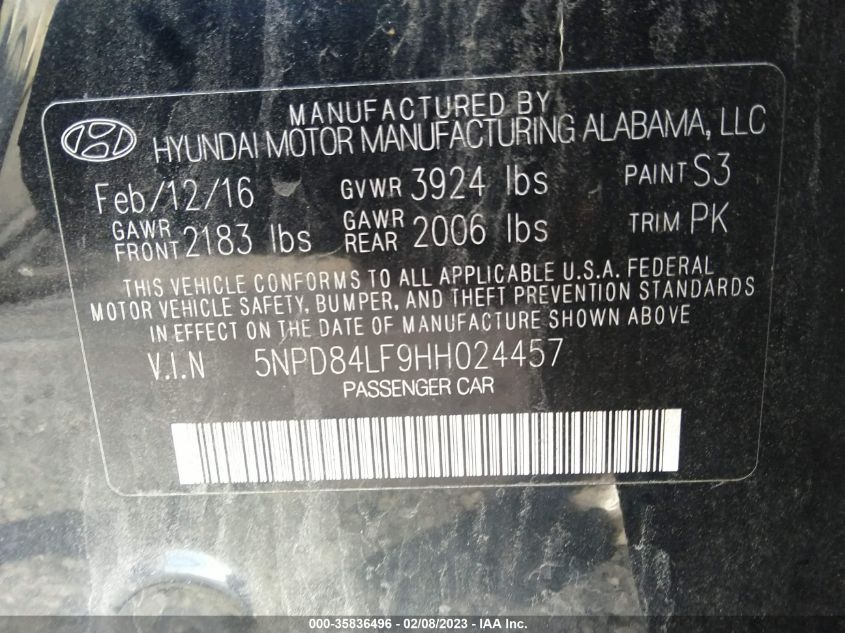 MANUFACTURED BY
HYUNDAI MOTOR MANUFACTURING ALABAMA, LLC
Feb/12/16 GVWR 3924 lbs PAINT S3
GAWR FRONT 2183 lbs GAWR REAR 2006 lbs TRIM PK
THIS VEHICLE CONFORMS TO ALL APPLICABLE U.S.A. FEDERAL
MOTOR VEHICLE SAFETY, BUMPER, AND THEFT PREVENTION STANDARDS
IN EFFECT ON THE DATE OF MANUFACTURE SHOWN ABOVE
V.I.N 5NPD84LF9HH024457
PASSENGER CAR
000-35836496 - 02/08/2023 - IAA Inc.